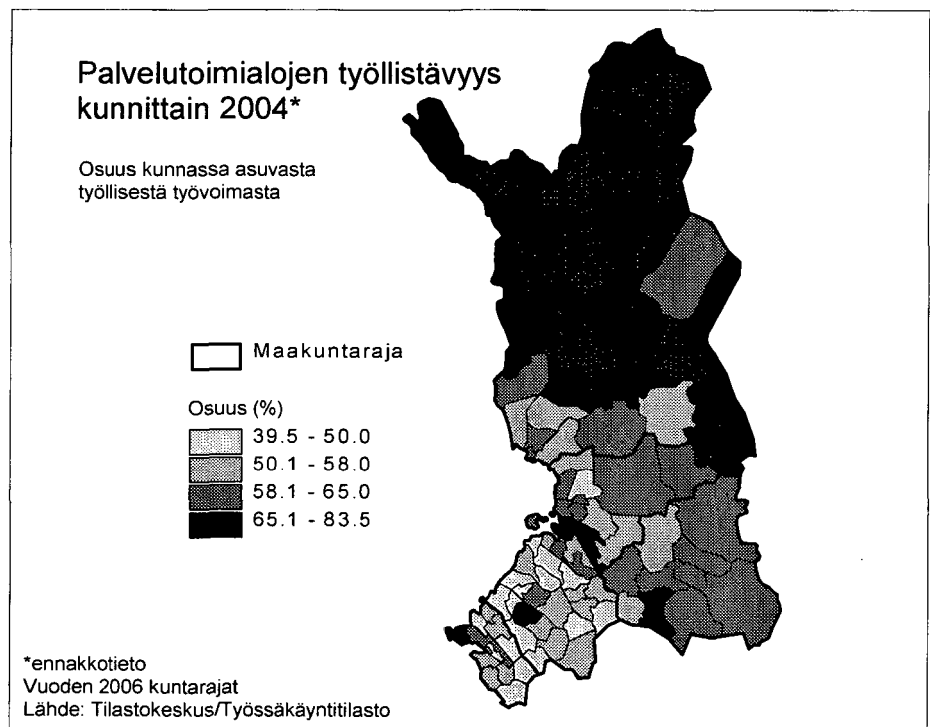 Palvelutoimialojen työllistävyys
kunnittain 2004*
Osuus kunnassa asuvasta
työllisestä työvoimasta
Maakuntaraja
Osuus (%)
39.5 - 50.0
50.1 - 58.0
58.1 - 65.0
65.1 - 83.5
*ennakkotieto
Vuoden 2006 kuntarajat
Lähde: Tilastokeskus/Työssäkäyntitilasto